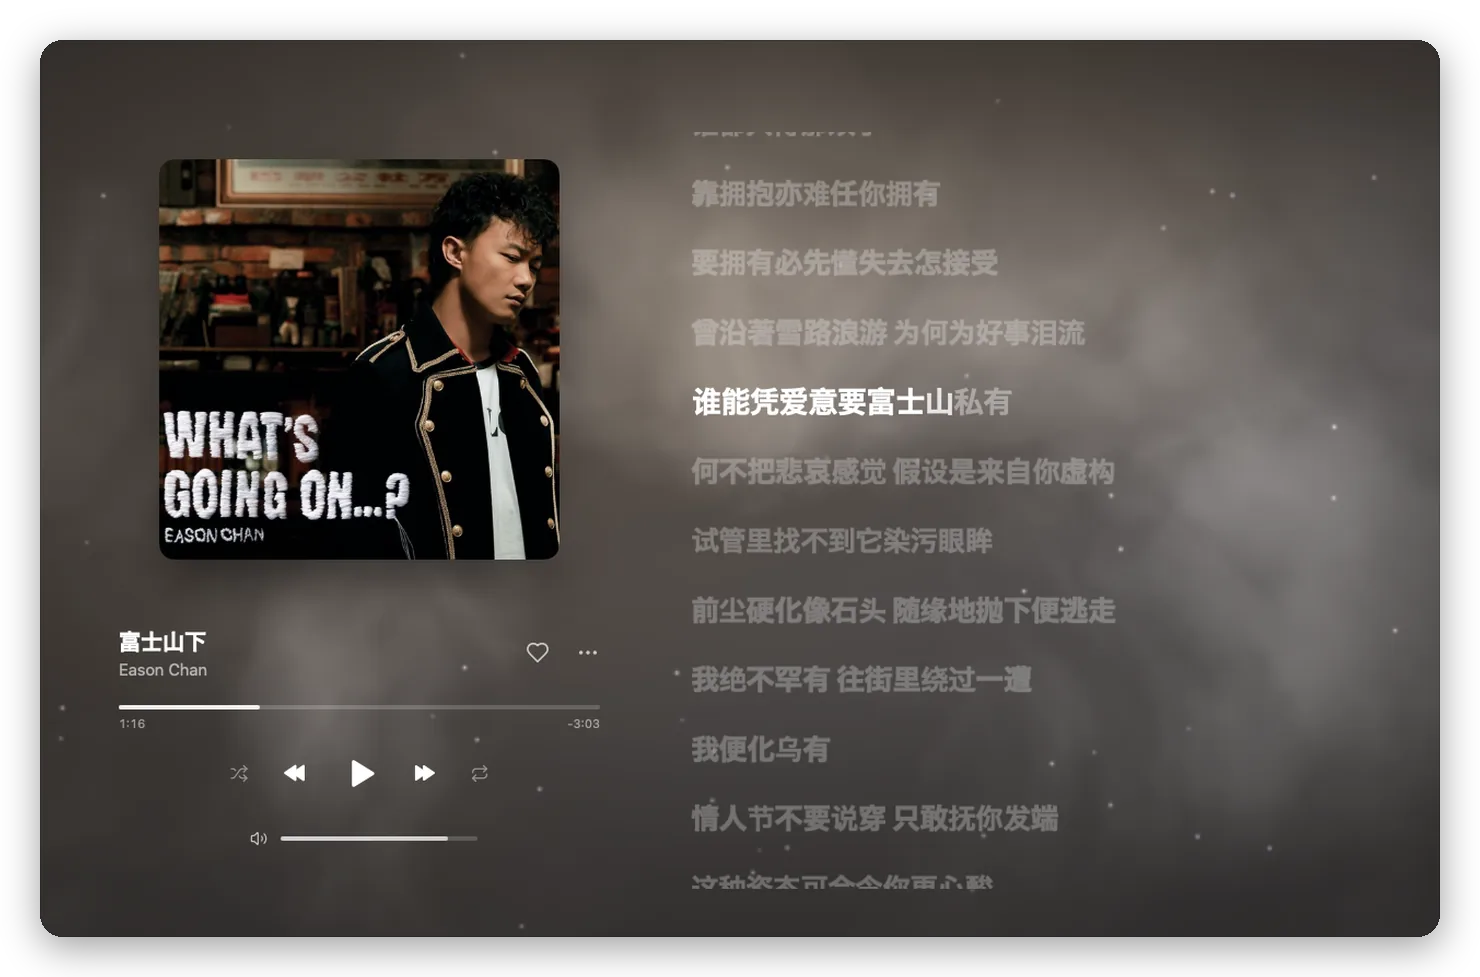 WHAT'S
GOING ON...?
EASON CHAN
富士山下
Eason Chan
1:16
-3:03
靠拥抱亦难任你拥有
要拥有必先懂失去怎接受
曾沿著雪路浪游 为何为好事泪流
谁能凭爱意要富士山私有
何不把悲哀感觉 假设是来自你虚构
试管里找不到它染污眼眸
前尘硬化像石头 随缘地抛下便逃走
我绝不罕有 往街里绕过一遭
我便化乌有
情人节不要说穿 只敢抚你发端